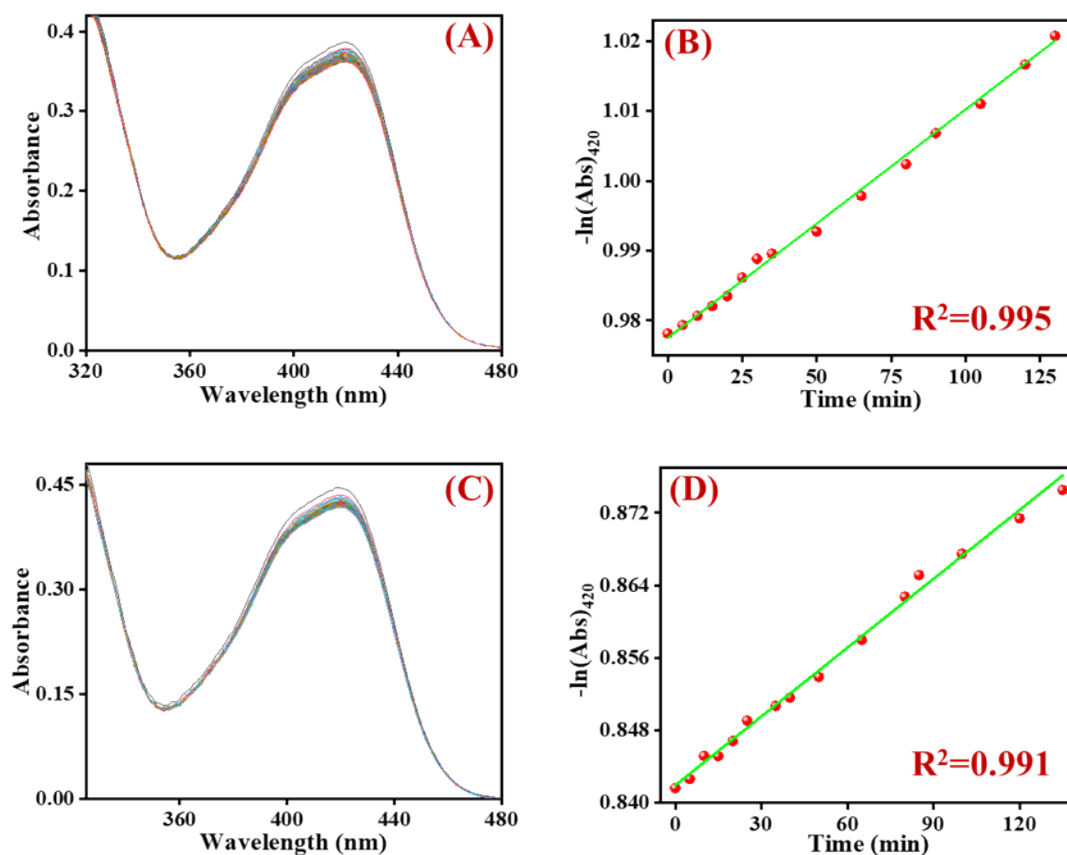 (A)
Absorbance
0.4
0.3
0.2
0.1
0.0
320 360 400 440 480
Wavelength (nm)
(B)
-ln(Abs)420
1.02
1.01
1.00
0.99
0.98
R²=0.995
0 25 50 75 100 125
Time (min)
(C)
Absorbance
0.45
0.30
0.15
0.00
360 400 440 480
Wavelength (nm)
(D)
-ln(Abs)420
0.872
0.864
0.856
0.848
0.840
R²=0.991
0 30 60 90 120
Time (min)